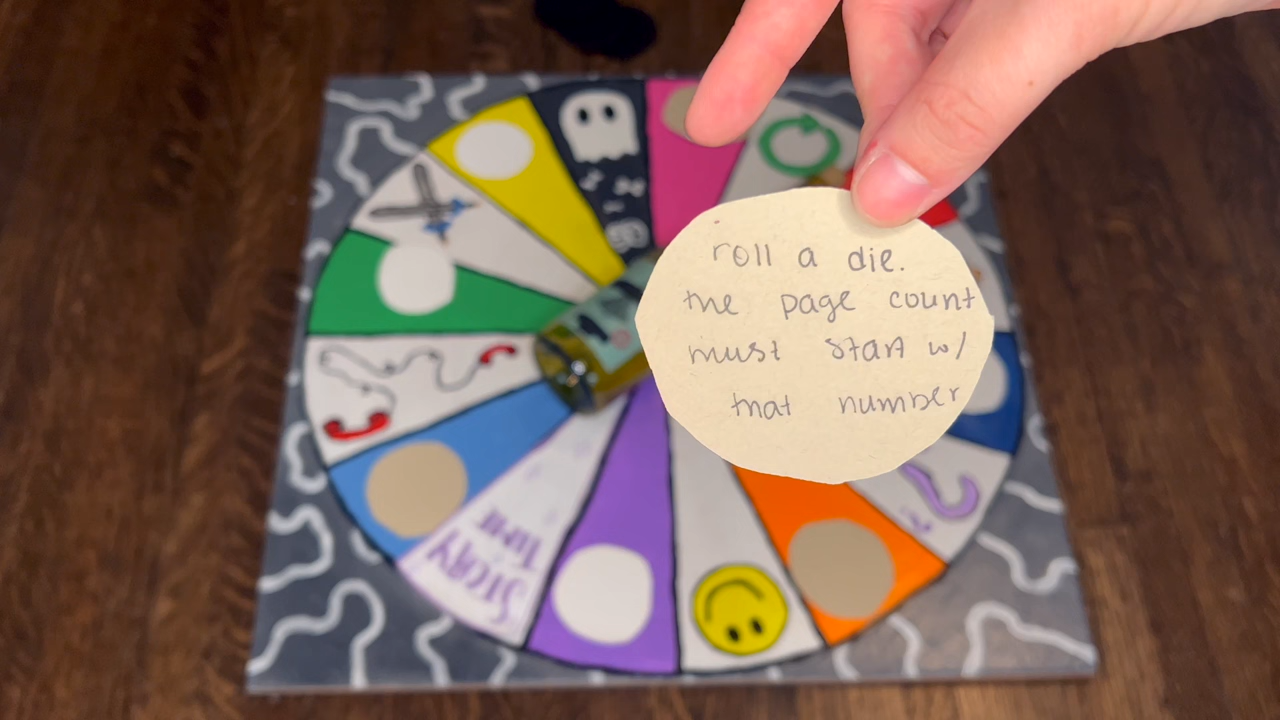 roll a die.
the page count
must start w/
that number
STORY
TIME